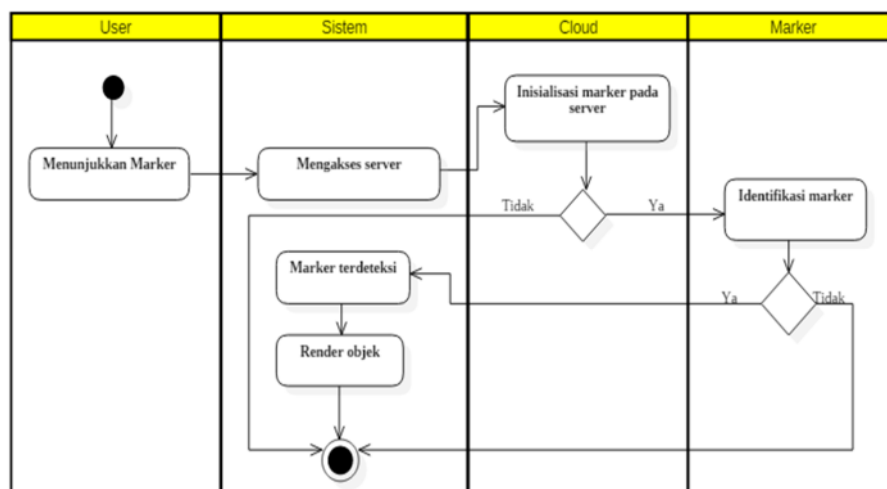 User
Sistem
Cloud
Marker
Inisialisasi marker pada
server
Menunjukkan Marker
Mengakses server
Tidak
Ya
Identifikasi marker
Marker terdeteksi
Ya
Tidak
Render objek